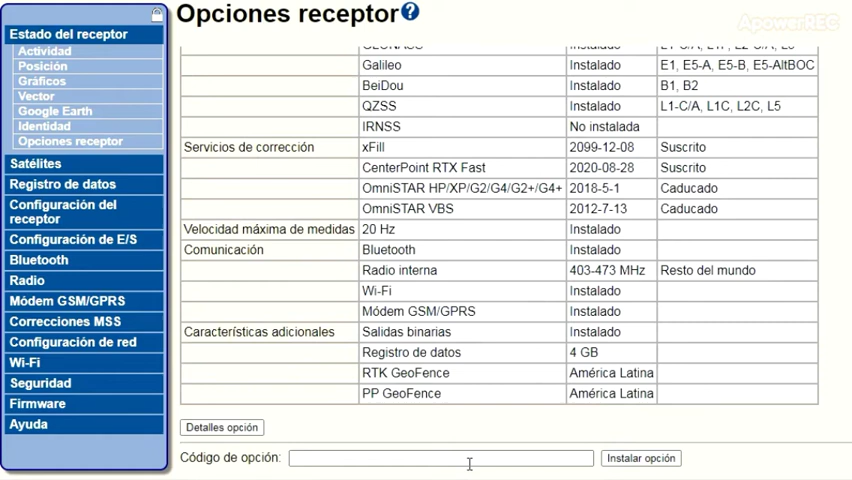 Opciones receptor
ApowerREC
Estado del receptor
Actividad
Posición
Gráficos
Vector
Google Earth
Identidad
Opciones receptor
Satélites
Registro de datos
Configuración del
receptor
Configuración de E/S
Bluetooth
Radio
Módem GSM/GPRS
Correcciones MSS
Configuración de red
Wi-Fi
Seguridad
Firmware
Ayuda
Galileo Instalado E1, E5-A, E5-B, E5-AltBOC
BeiDou Instalado B1, B2
QZSS Instalado L1-C/A, L1C, L2C, L5
IRNSS No instalada
Servicios de corrección xFill 2099-12-08 Suscrito
CenterPoint RTX Fast 2020-08-28 Suscrito
OmniSTAR HP/XP/G2/G4/G2+/G4+ 2018-5-1 Caducado
OmniSTAR VBS 2012-7-13 Caducado
Velocidad máxima de medidas 20 Hz Instalado
Comunicación Bluetooth Instalado
Radio interna 403-473 MHz Resto del mundo
Wi-Fi Instalado
Módem GSM/GPRS Instalado
Características adicionales Salidas binarias Instalado
Registro de datos 4 GB
RTK GeoFence América Latina
PP GeoFence América Latina
Detalles opción
Código de opción: Instalar opción